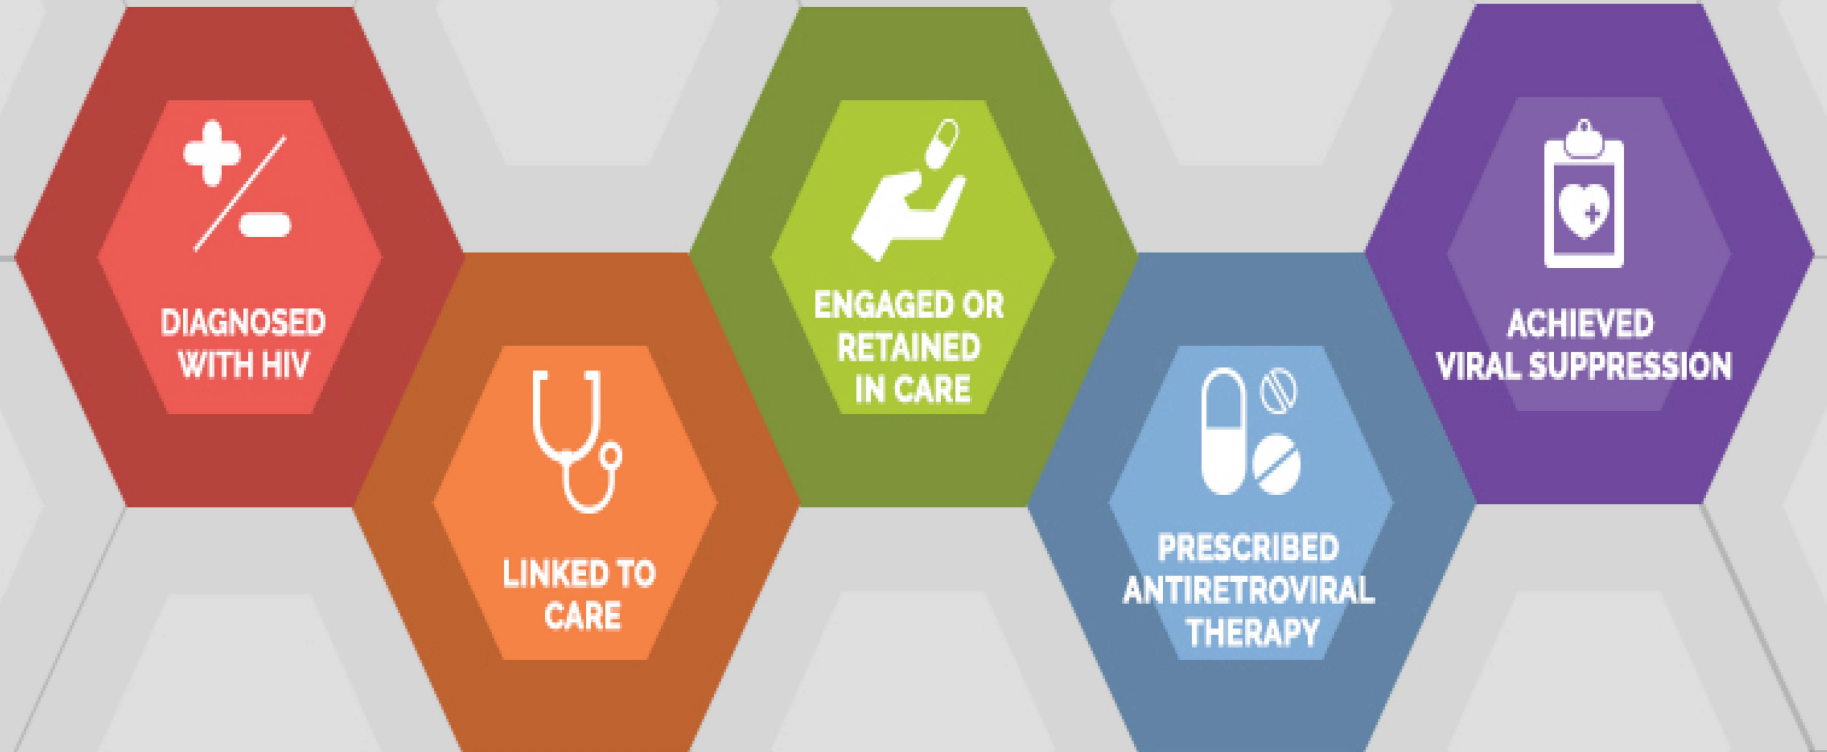 DIAGNOSED
WITH HIV
LINKED TO
CARE
ENGAGED OR
RETAINED
IN CARE
PRESCRIBED
ANTIRETROVIRAL
THERAPY
ACHIEVED
VIRAL SUPPRESSION